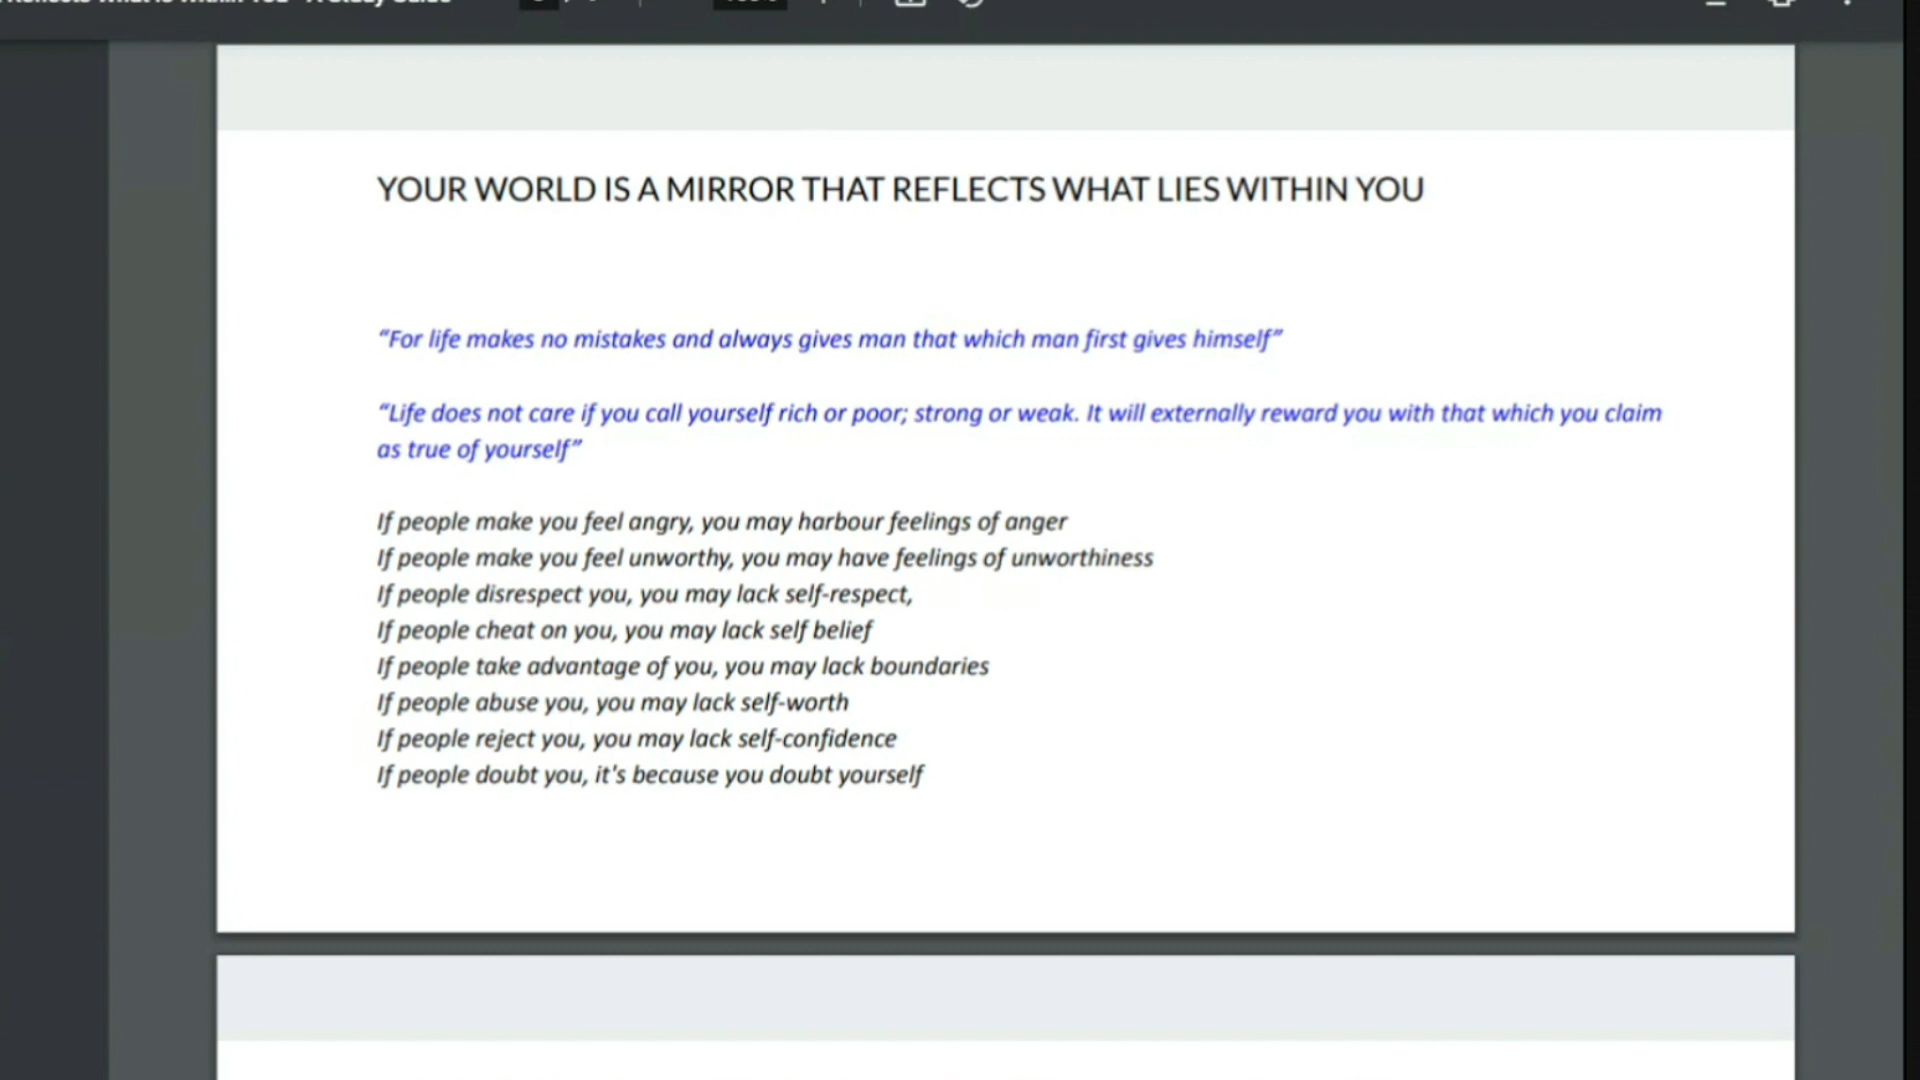 YOUR WORLD IS A MIRROR THAT REFLECTS WHAT LIES WITHIN YOU
“For life makes no mistakes and always gives man that which man first gives himself”
“Life does not care if you call yourself rich or poor; strong or weak. It will externally reward you with that which you claim
as true of yourself”
If people make you feel angry, you may harbour feelings of anger
If people make you feel unworthy, you may have feelings of unworthiness
If people disrespect you, you may lack self-respect,
If people cheat on you, you may lack self belief
If people take advantage of you, you may lack boundaries
If people abuse you, you may lack self-worth
If people reject you, you may lack self-confidence
If people doubt you, it's because you doubt yourself